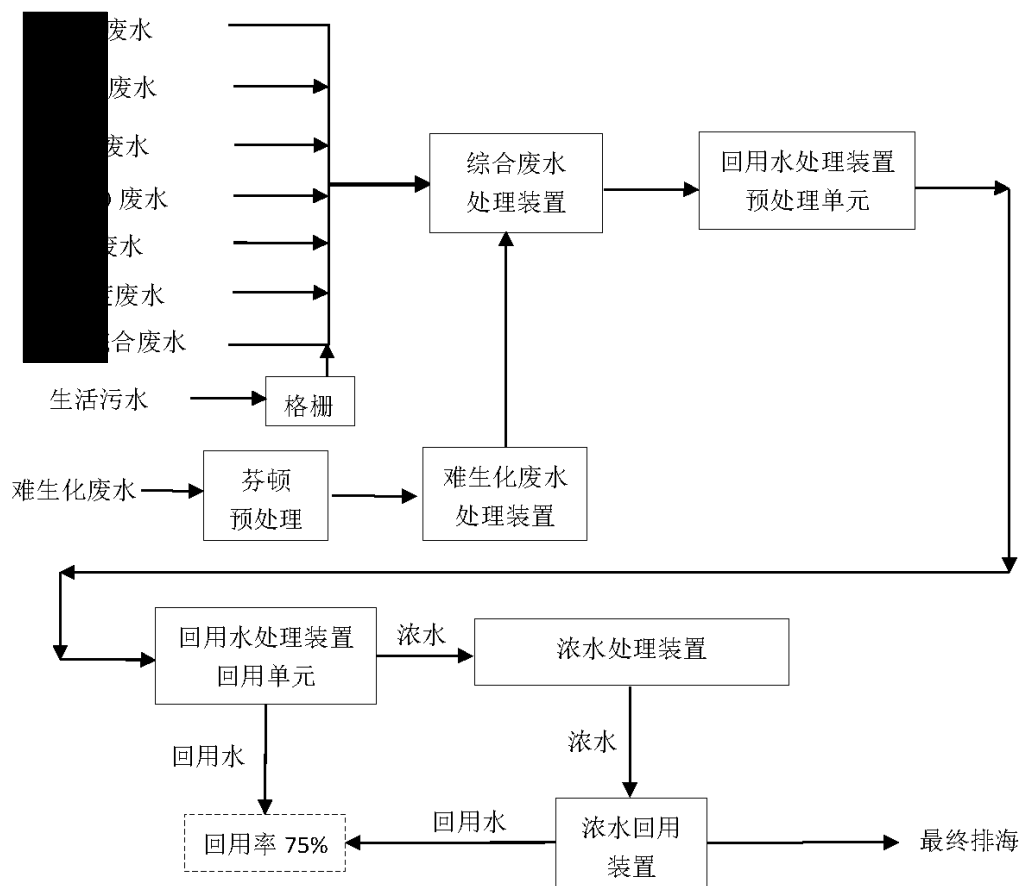 废水
废水
废水
废水
废水
废水
合废水
生活污水
格栅
综合废水
处理装置
回用水处理装置
预处理单元
难生化废水
芬顿
预处理
难生化废水
处理装置
回用水处理装置
回用单元
浓水
浓水处理装置
回用水
浓水
回用率 75%
回用水
浓水回用
装置
最终排海